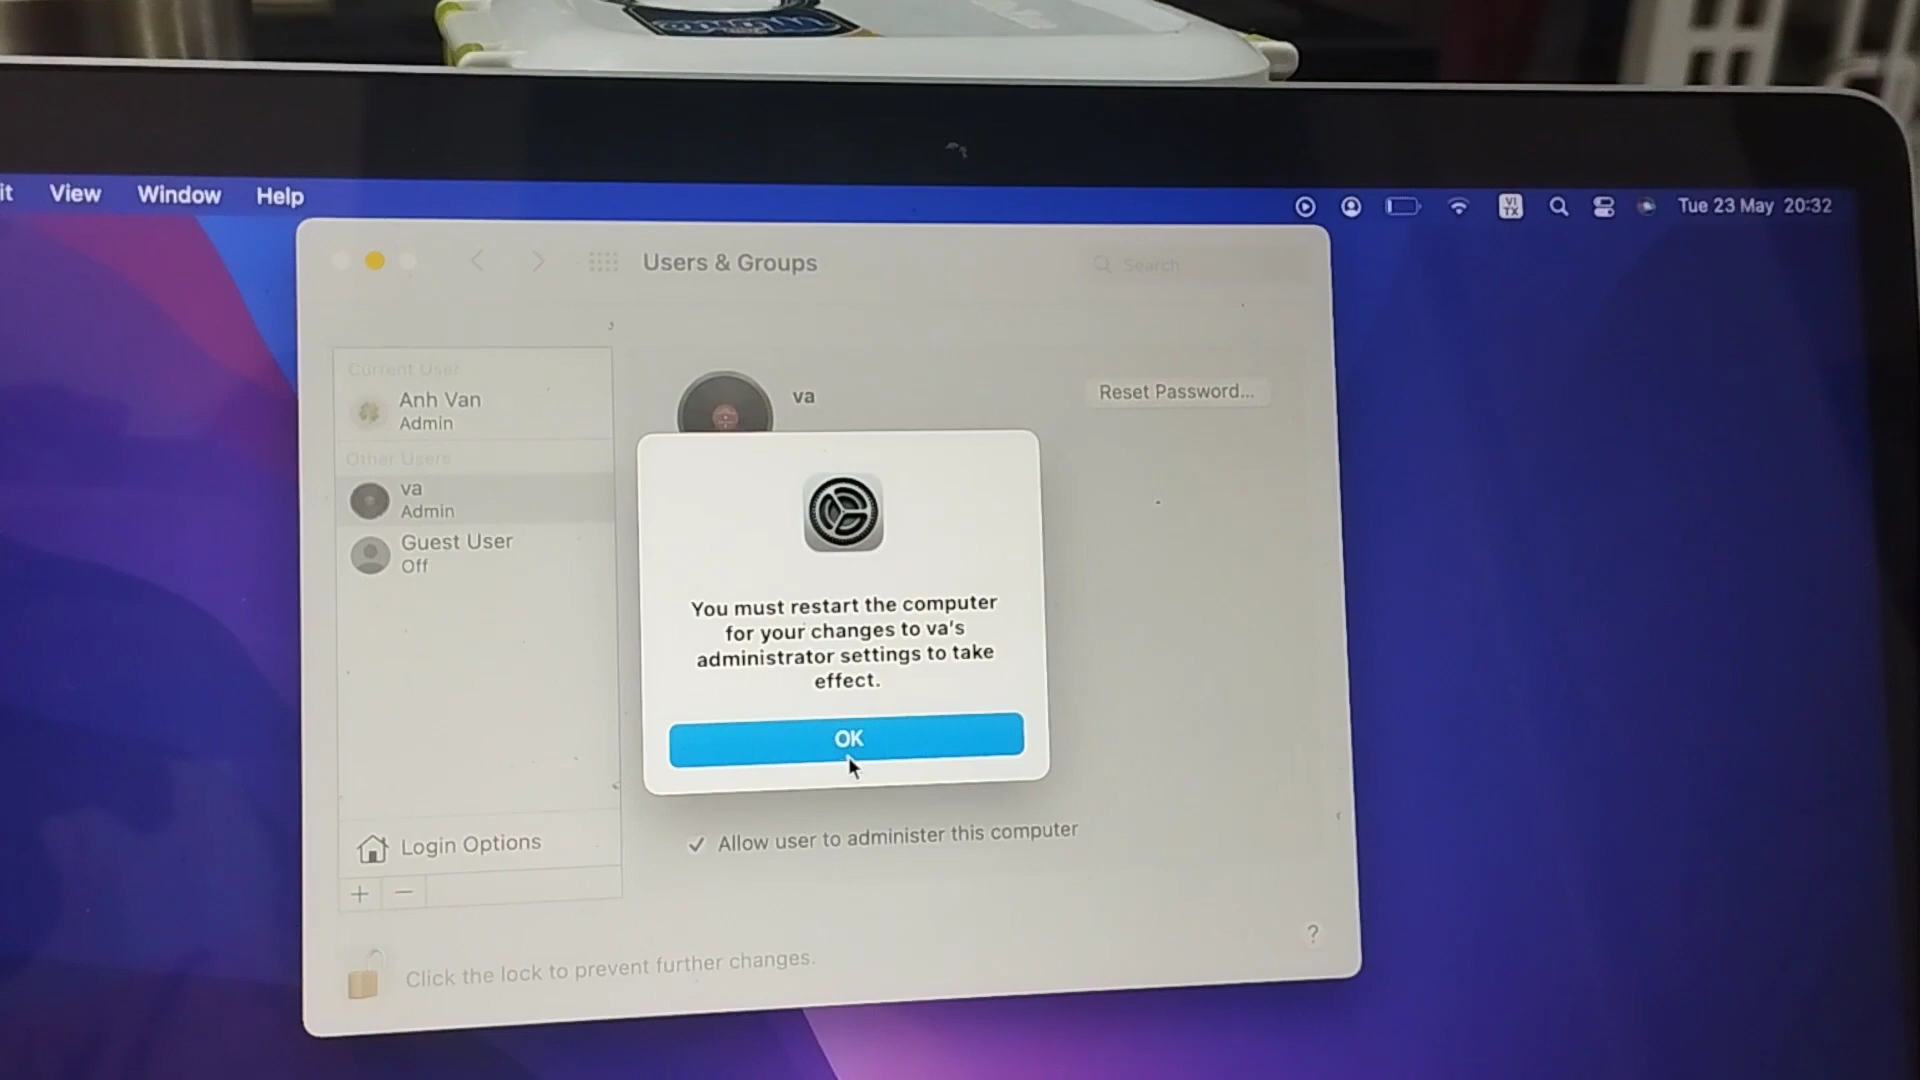 it View Window Help
VI
TX
Tue 23 May 20:32
Users & Groups
Search
Current User
Anh Van
Admin
Other Users
va
Admin
Guest User
Off
Login Options
+ −
va
Reset Password...
You must restart the computer
for your changes to va's
administrator settings to take
effect.
OK
Allow user to administer this computer
Click the lock to prevent further changes.
?